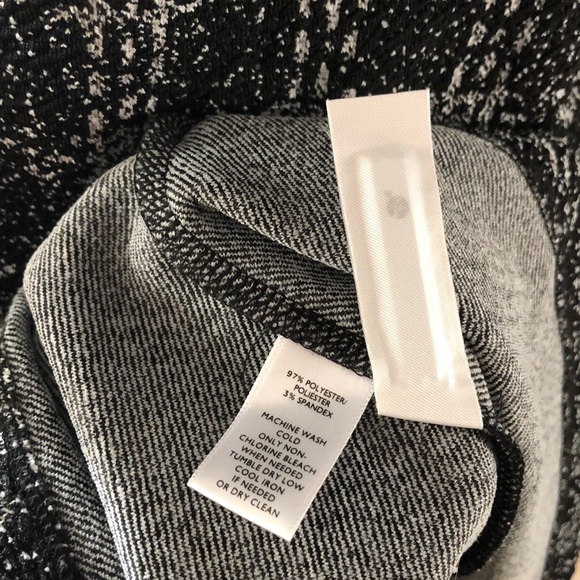 97% POLYESTER/
POLIESTER
3% SPANDEX
MACHINE WASH
COLD
ONLY NON-
CHLORINE BLEACH
WHEN NEEDED
TUMBLE DRY LOW
COOL IRON
IF NEEDED
OR DRY CLEAN